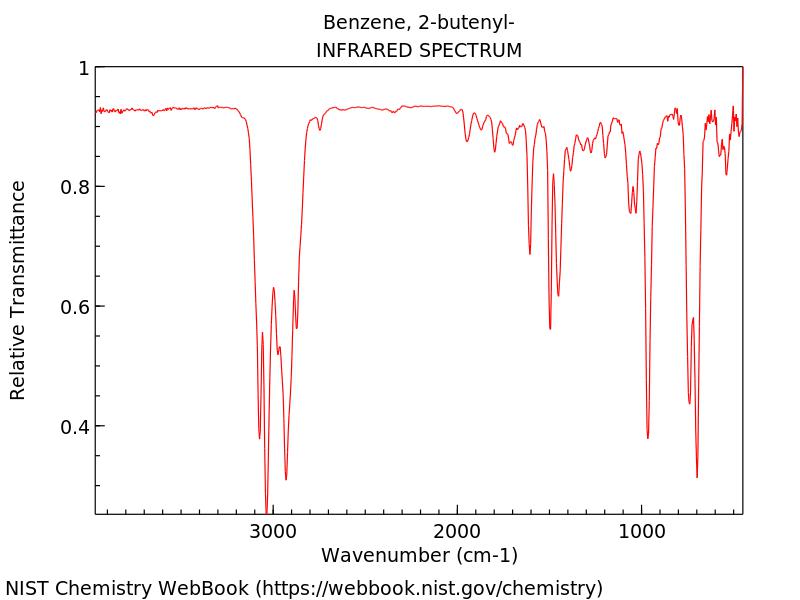 Benzene, 2-butenyl-
INFRARED SPECTRUM
1
0.8
0.6
0.4
Relative Transmittance
3000 2000 1000
Wavenumber (cm-1)
NIST Chemistry WebBook (https://webbook.nist.gov/chemistry)